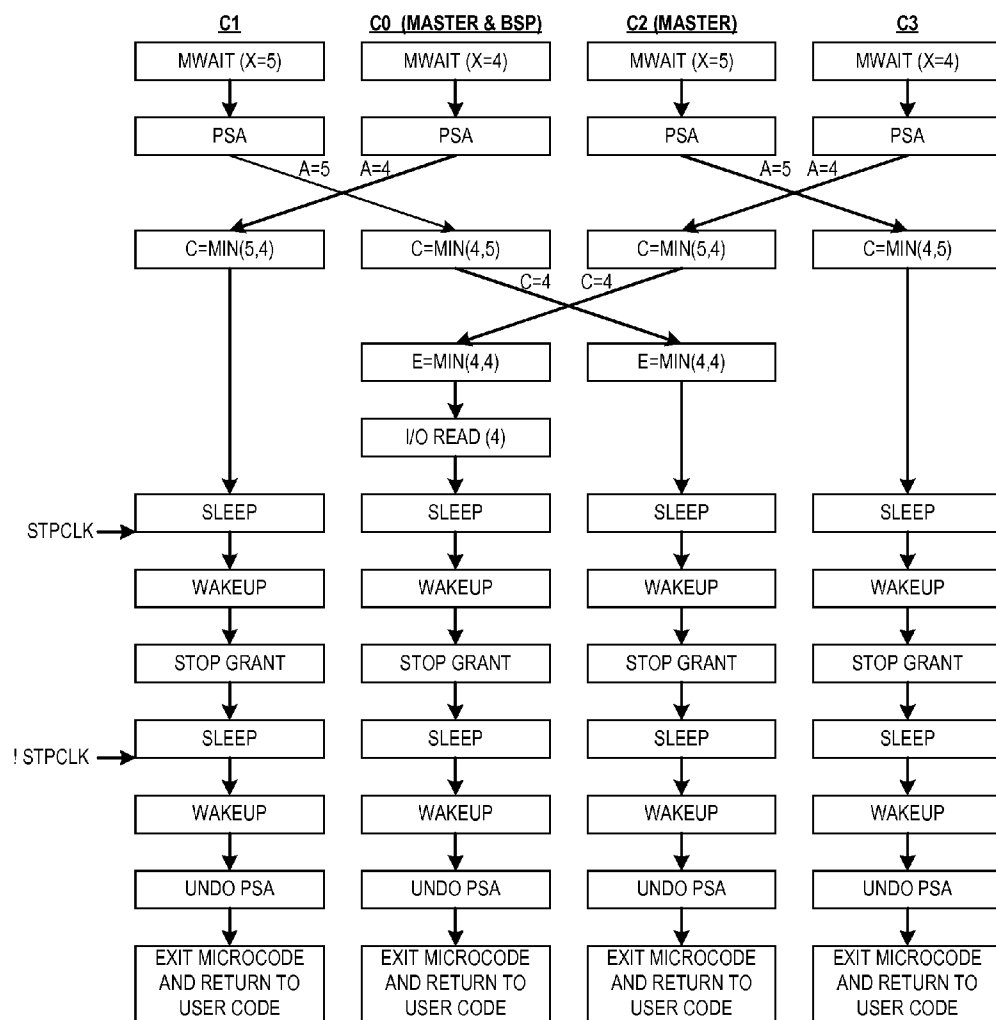 C1 C0 (MASTER & BSP) C2 (MASTER) C3
MWAIT (X=5) MWAIT (X=4) MWAIT (X=5) MWAIT (X=4)
PSA PSA PSA PSA
A=5 A=4 A=5 A=4
C=MIN(5,4) C=MIN(4,5) C=MIN(5,4) C=MIN(4,5)
C=4 C=4
E=MIN(4,4) E=MIN(4,4)
I/O READ (4)
SLEEP SLEEP SLEEP SLEEP
STPCLK
WAKEUP WAKEUP WAKEUP WAKEUP
STOP GRANT STOP GRANT STOP GRANT STOP GRANT
SLEEP SLEEP SLEEP SLEEP
! STPCLK
WAKEUP WAKEUP WAKEUP WAKEUP
UNDO PSA UNDO PSA UNDO PSA UNDO PSA
EXIT MICROCODE EXIT MICROCODE EXIT MICROCODE EXIT MICROCODE
AND RETURN TO AND RETURN TO AND RETURN TO AND RETURN TO
USER CODE USER CODE USER CODE USER CODE